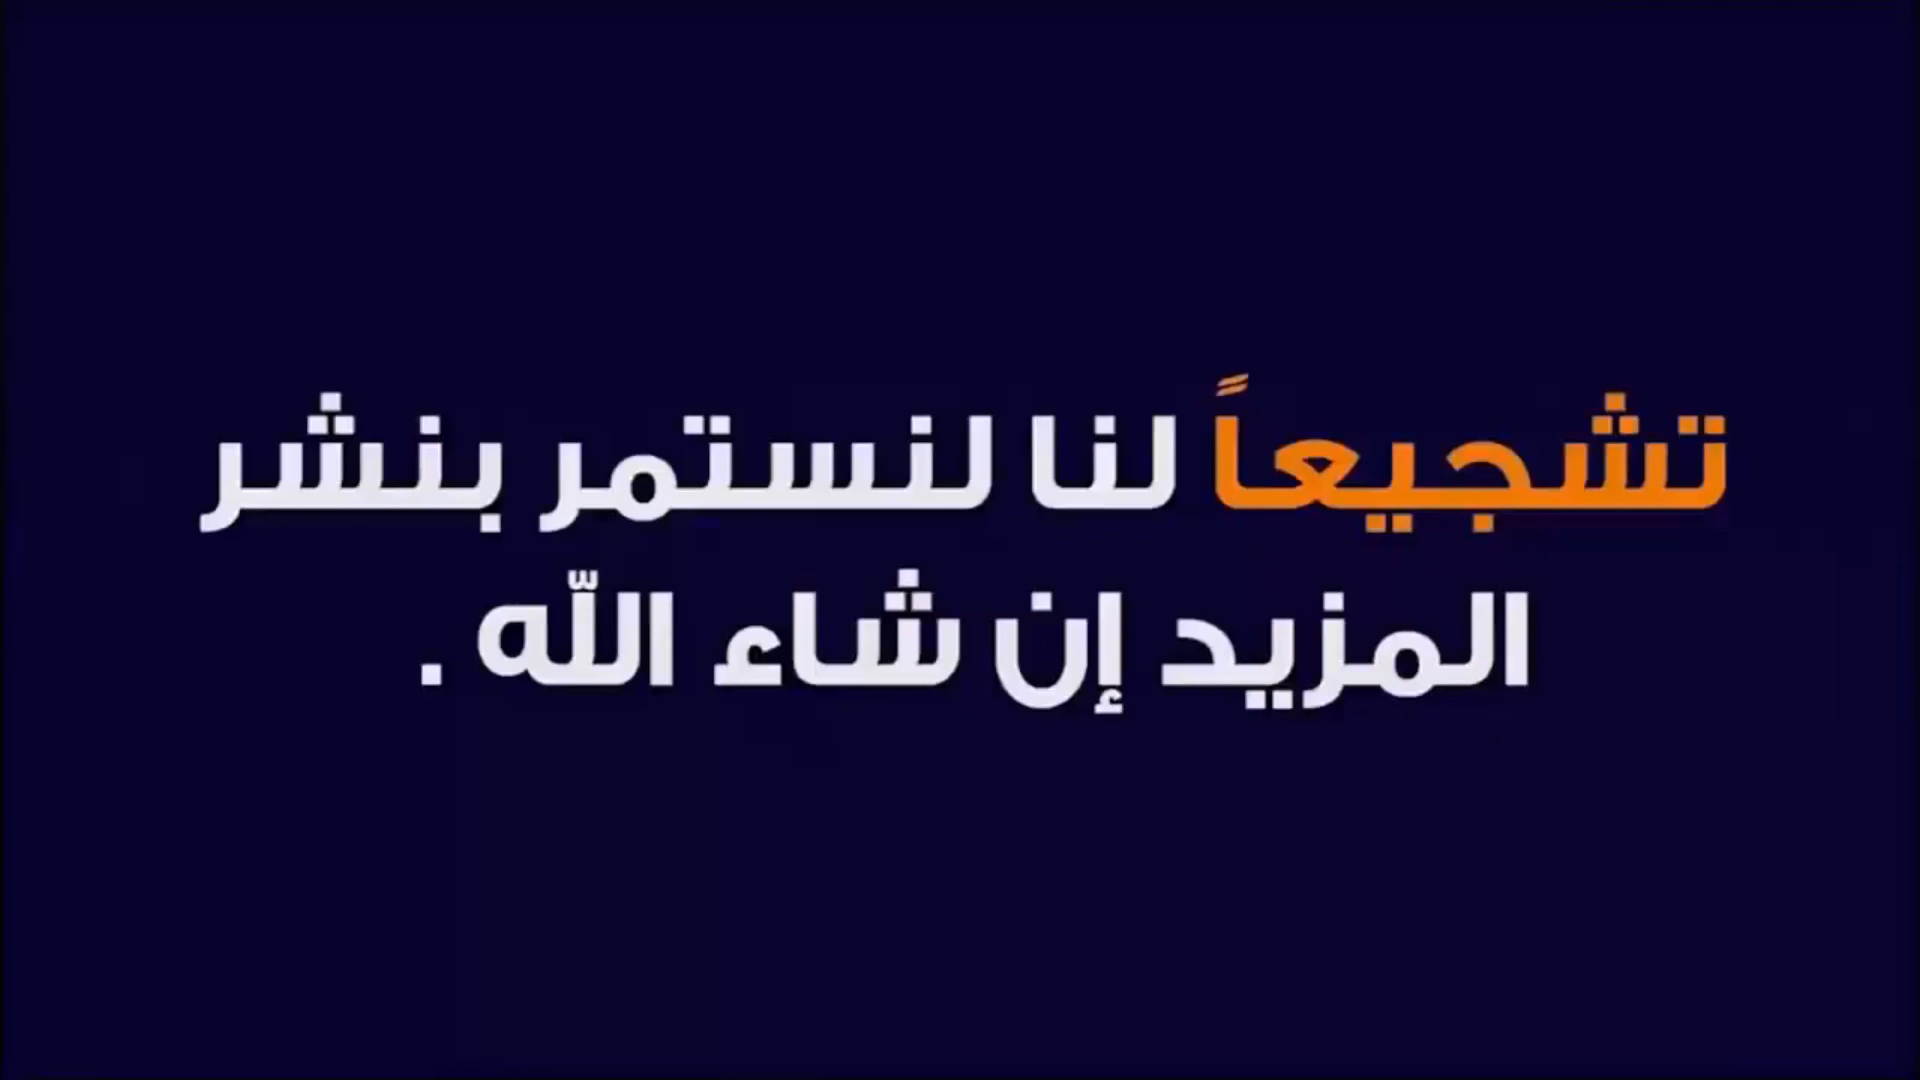 تشجيعاً لنا لنستمر بنشر
المزيد إن شاء اللّه .